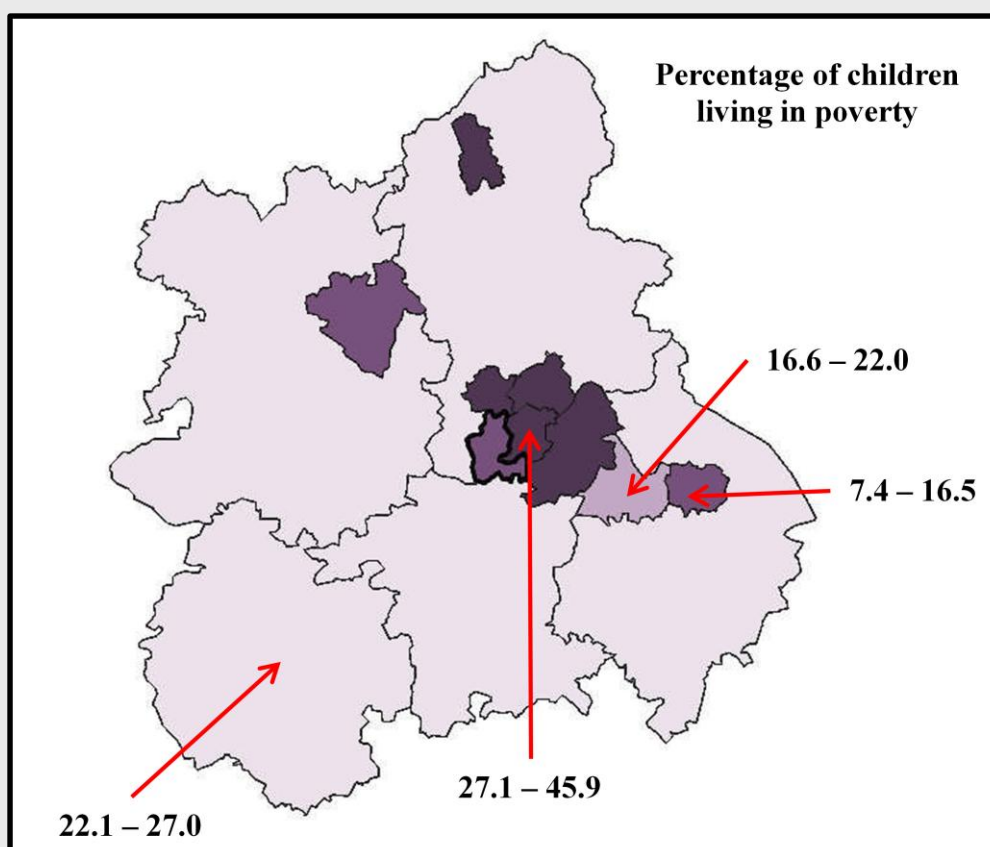 Percentage of children
living in poverty
16.6 – 22.0
7.4 – 16.5
27.1 – 45.9
22.1 – 27.0